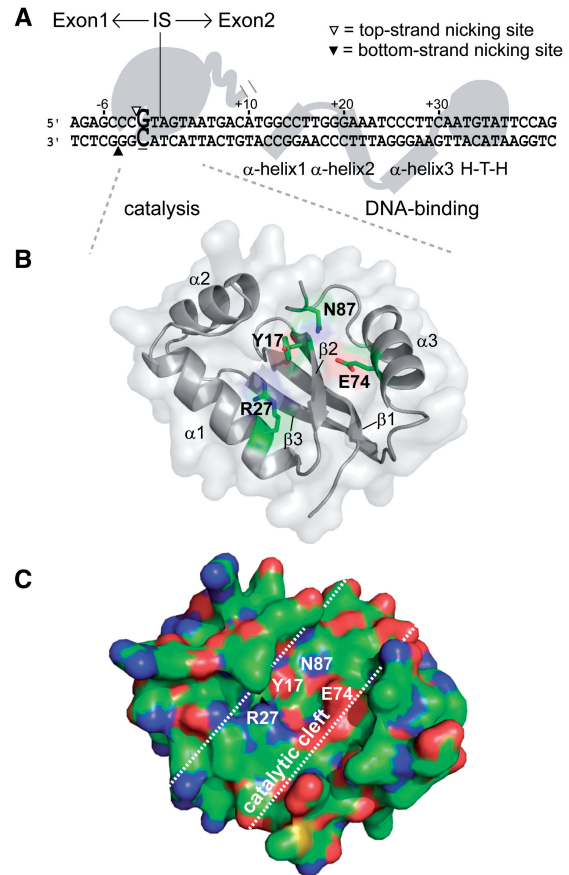 A
Exon1 ← IS → Exon2
▽ = top-strand nicking site
▼ = bottom-strand nicking site
-6 +10 +20 +30
5' AGAGCCCGTAGTAATGACATGGCCTTGGGAAATCCCTTCAATGTATTCCAG
3' TCTCGGGCATCATTACTGTACCGGAACCCTTTAGGGAAGTTACATAAGGTC
α-helix1 α-helix2 α-helix3 H-T-H
catalysis DNA-binding
B
α2
N87
Y17
β2
α3
E74
R27
β1
α1
β3
C
N87
Y17
E74
R27
catalytic cleft